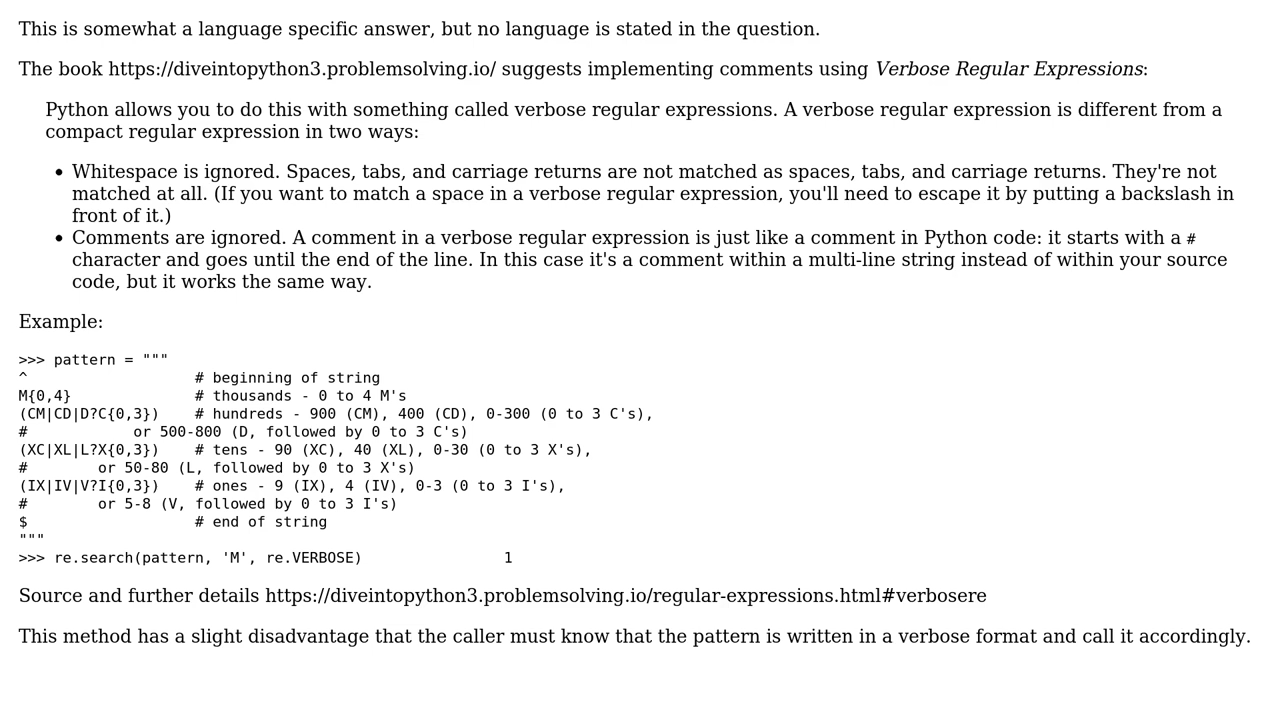 This is somewhat a language specific answer, but no language is stated in the question.
The book https://diveintopython3.problemsolving.io/ suggests implementing comments using Verbose Regular Expressions:
Python allows you to do this with something called verbose regular expressions. A verbose regular expression is different from a
compact regular expression in two ways:
• Whitespace is ignored. Spaces, tabs, and carriage returns are not matched as spaces, tabs, and carriage returns. They're not
matched at all. (If you want to match a space in a verbose regular expression, you'll need to escape it by putting a backslash in
front of it.)
• Comments are ignored. A comment in a verbose regular expression is just like a comment in Python code: it starts with a #
character and goes until the end of the line. In this case it's a comment within a multi-line string instead of within your source
code, but it works the same way.
Example:
>>> pattern = """
^                   # beginning of string
M{0,4}              # thousands - 0 to 4 M's
(CM|CD|D?C{0,3})    # hundreds - 900 (CM), 400 (CD), 0-300 (0 to 3 C's),
#            or 500-800 (D, followed by 0 to 3 C's)
(XC|XL|L?X{0,3})    # tens - 90 (XC), 40 (XL), 0-30 (0 to 3 X's),
#        or 50-80 (L, followed by 0 to 3 X's)
(IX|IV|V?I{0,3})    # ones - 9 (IX), 4 (IV), 0-3 (0 to 3 I's),
#        or 5-8 (V, followed by 0 to 3 I's)
$                   # end of string
"""
>>> re.search(pattern, 'M', re.VERBOSE)                1
Source and further details https://diveintopython3.problemsolving.io/regular-expressions.html#verbosere
This method has a slight disadvantage that the caller must know that the pattern is written in a verbose format and call it accordingly.